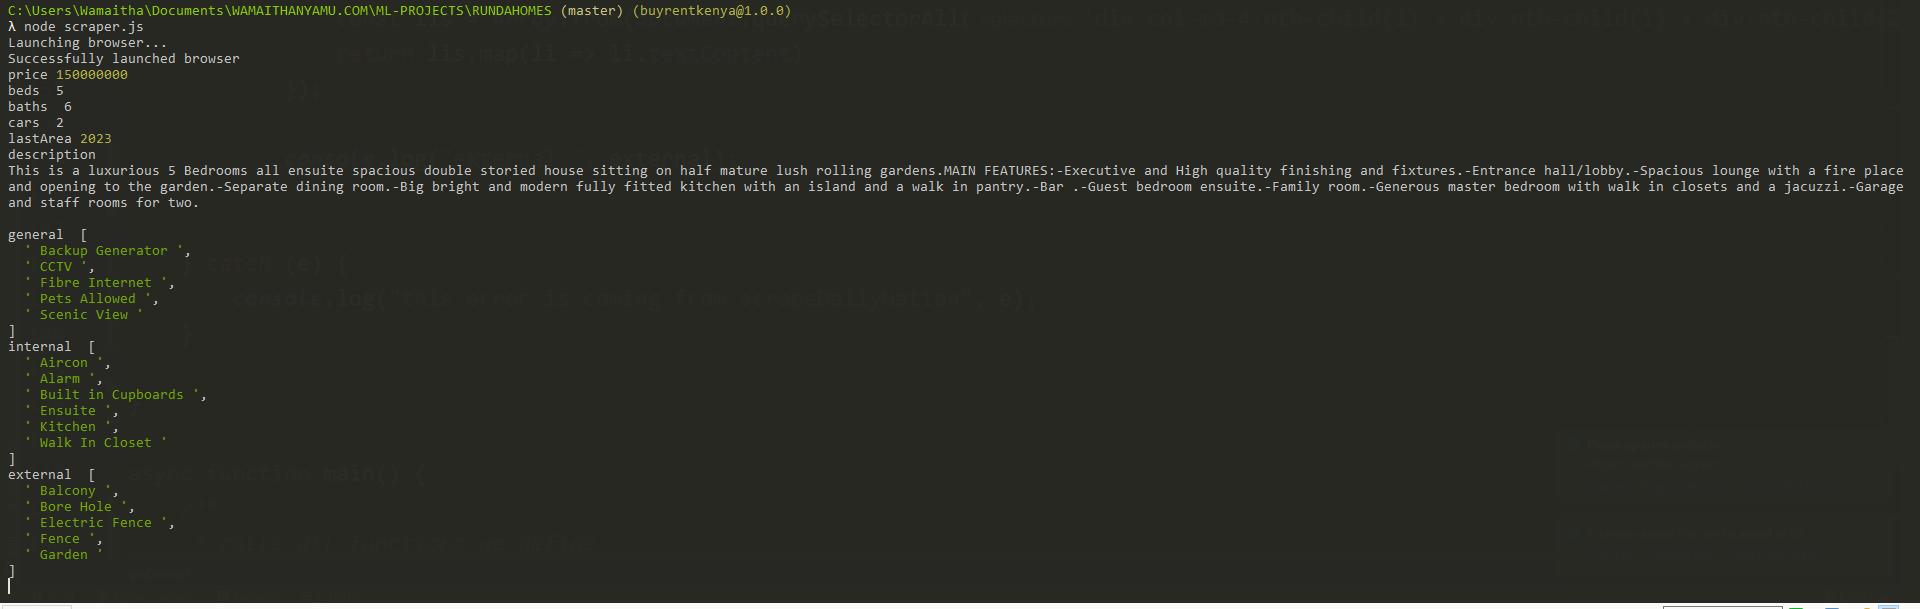 C:\Users\Wamaitha\Documents\WAMAITHANYAMU.COM\ML-PROJECTS\RUNDAHOMES (master) (buyrentkenya@1.0.0)
λ node scraper.js
Launching browser...
Successfully launched browser
price 150000000
beds  5
baths  6
cars  2
lastArea 2023
description
This is a luxurious 5 Bedrooms all ensuite spacious double storied house sitting on half mature lush rolling gardens.MAIN FEATURES:-Executive and High quality finishing and fixtures.-Entrance hall/lobby.-Spacious lounge with a fire place
and opening to the garden.-Separate dining room.-Big bright and modern fully fitted kitchen with an island and a walk in pantry.-Bar .-Guest bedroom ensuite.-Family room.-Generous master bedroom with walk in closets and a jacuzzi.-Garage
and staff rooms for two.
general  [
' Backup Generator ',
' CCTV ',
' Fibre Internet ',
' Pets Allowed ',
' Scenic View '
]
internal  [
' Aircon ',
' Alarm ',
' Built in Cupboards ',
' Ensuite ',
' Kitchen ',
' Walk In Closet '
]
external  [
' Balcony ',
' Bore Hole ',
' Electric Fence ',
' Fence ',
' Garden '
]